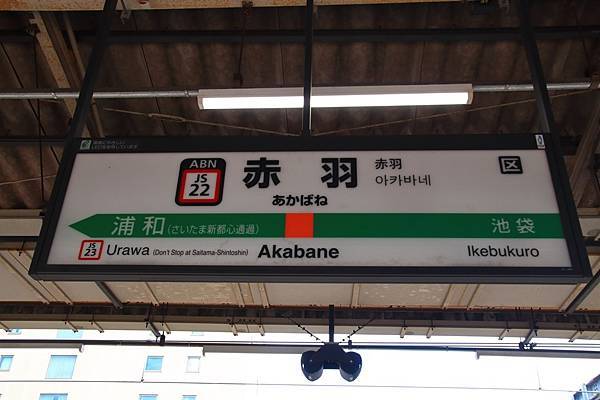 ABN
JS
22
赤羽
あかばね
赤羽
아카바네
区
浦和(さいたま新都心通過)
池袋
JS
23
Urawa (Don't Stop at Saitama-Shintoshin)
Akabane
Ikebukuro